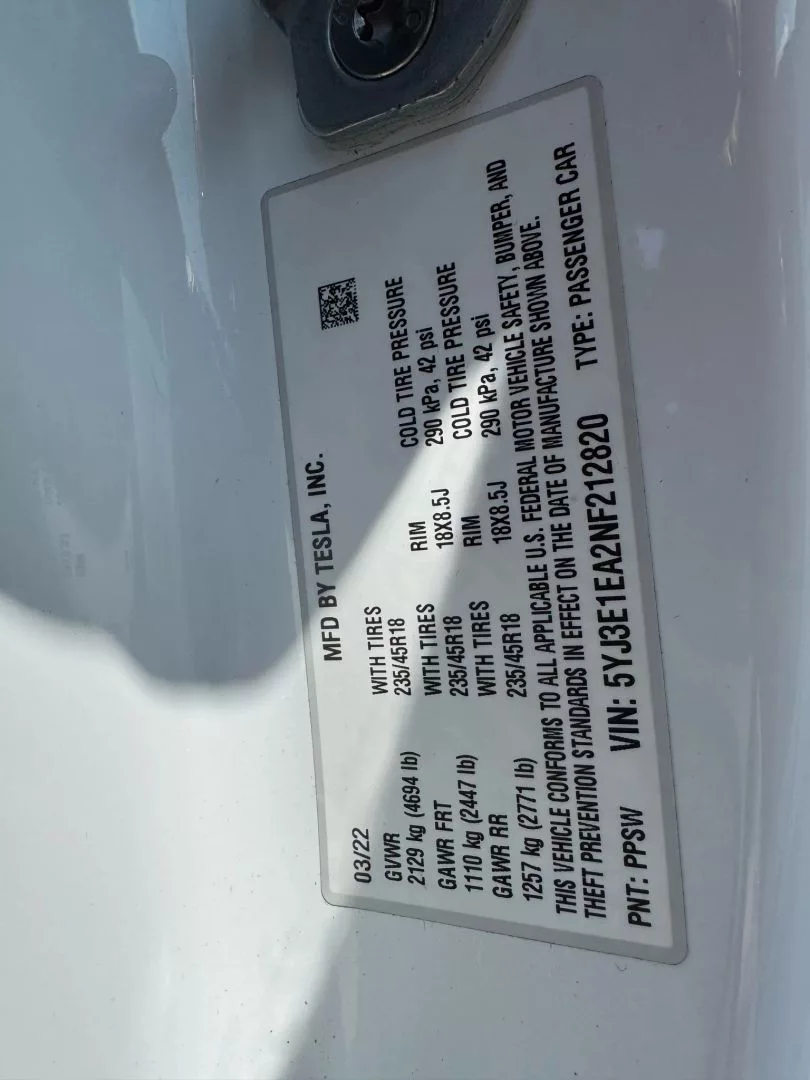 MFD BY TESLA, INC.
03/22
GVWR WITH TIRES RIM COLD TIRE PRESSURE
2129 kg (4694 lb) 235/45R18 18X8.5J 290 kPa, 42 psi
GAWR FRT WITH TIRES RIM COLD TIRE PRESSURE
1110 kg (2447 lb) 235/45R18 18X8.5J 290 kPa, 42 psi
GAWR RR WITH TIRES
1257 kg (2771 lb) 235/45R18
THIS VEHICLE CONFORMS TO ALL APPLICABLE U.S. FEDERAL MOTOR VEHICLE SAFETY, BUMPER, AND
THEFT PREVENTION STANDARDS IN EFFECT ON THE DATE OF MANUFACTURE SHOWN ABOVE.
PNT: PPSW VIN: 5YJ3E1EA2NF212820 TYPE: PASSENGER CAR